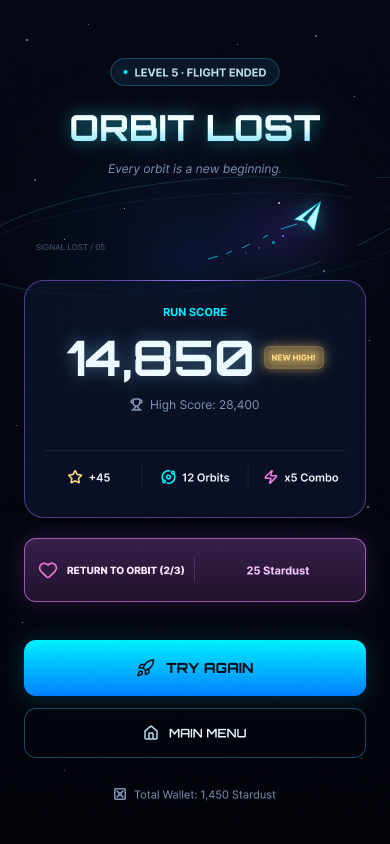 LEVEL 5 · FLIGHT ENDED
ORBIT LOST
Every orbit is a new beginning.
SIGNAL LOST / 05
RUN SCORE
14,850 NEW HIGH!
High Score: 28,400
+45 12 Orbits x5 Combo
RETURN TO ORBIT (2/3) 25 Stardust
TRY AGAIN
MAIN MENU
Total Wallet: 1,450 Stardust